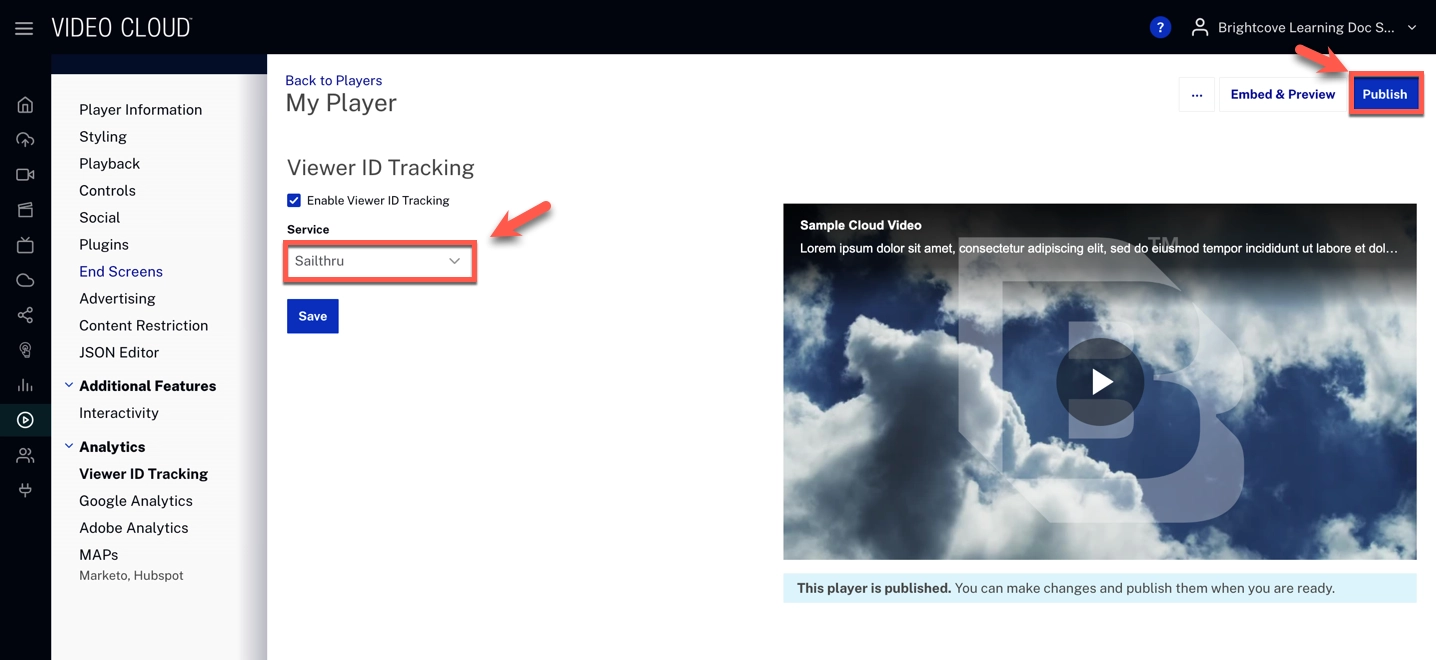 VIDEO CLOUD™
?
Brightcove Learning Doc S...
Player Information
Styling
Playback
Controls
Social
Plugins
End Screens
Advertising
Content Restriction
JSON Editor
Additional Features
Interactivity
Analytics
Viewer ID Tracking
Google Analytics
Adobe Analytics
MAPs
Marketo, Hubspot
Back to Players
My Player
...
Embed & Preview
Publish
Viewer ID Tracking
Enable Viewer ID Tracking
Service
Sailthru
Save
Sample Cloud Video
Lorem ipsum dolor sit amet, consectetur adipiscing elit, sed do eiusmod tempor incididunt ut labore et dol...
B™
This player is published. You can make changes and publish them when you are ready.